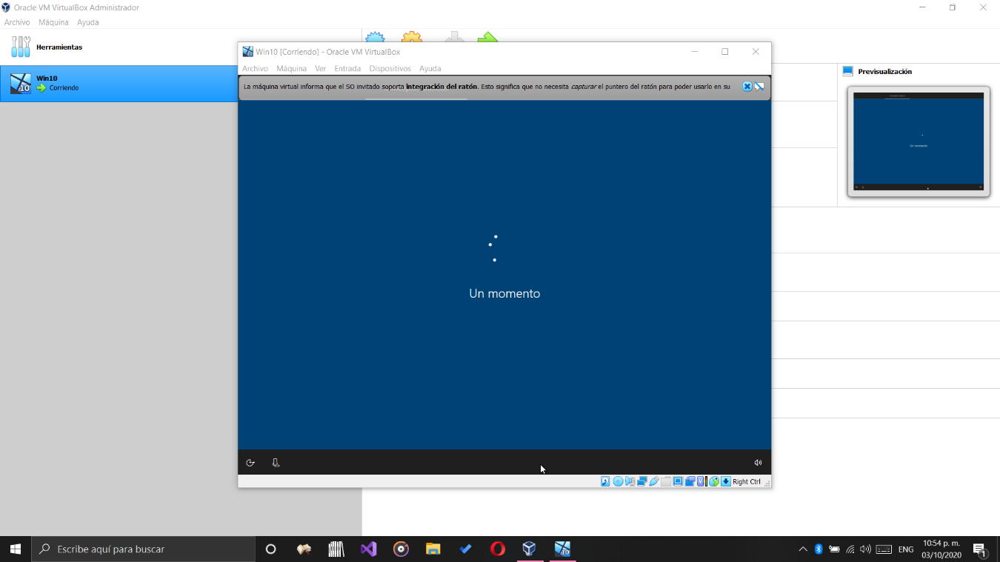 Oracle VM VirtualBox Administrador
Archivo Máquina Ayuda
Herramientas
Win10
Corriendo
10
Win10 [Corriendo] - Oracle VM VirtualBox
Archivo Máquina Ver Entrada Dispositivos Ayuda
La máquina virtual informa que el SO invitado soporta integración del ratón. Esto significa que no necesita capturar el puntero del ratón para poder usarlo en su
Un momento
Right Ctrl
Previsualización
Un momento
Escribe aquí para buscar
10
ENG
10:54 p. m.
03/10/2020
1